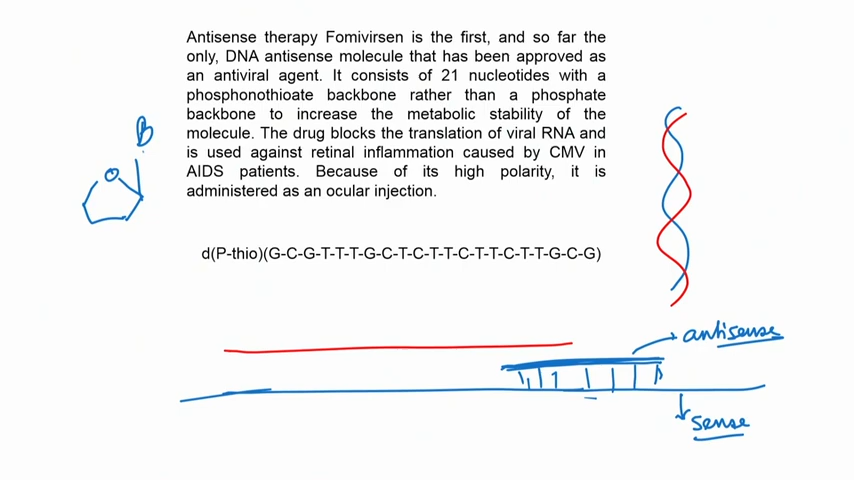 Antisense therapy Fomivirsen is the first, and so far the
only, DNA antisense molecule that has been approved as
an antiviral agent. It consists of 21 nucleotides with a
phosphonothioate backbone rather than a phosphate
backbone to increase the metabolic stability of the
molecule. The drug blocks the translation of viral RNA and
is used against retinal inflammation caused by CMV in
AIDS patients. Because of its high polarity, it is
administered as an ocular injection.
B
O
d(P-thio)(G-C-G-T-T-T-G-C-T-C-T-T-C-T-T-C-T-T-G-C-G)
antisense
sense